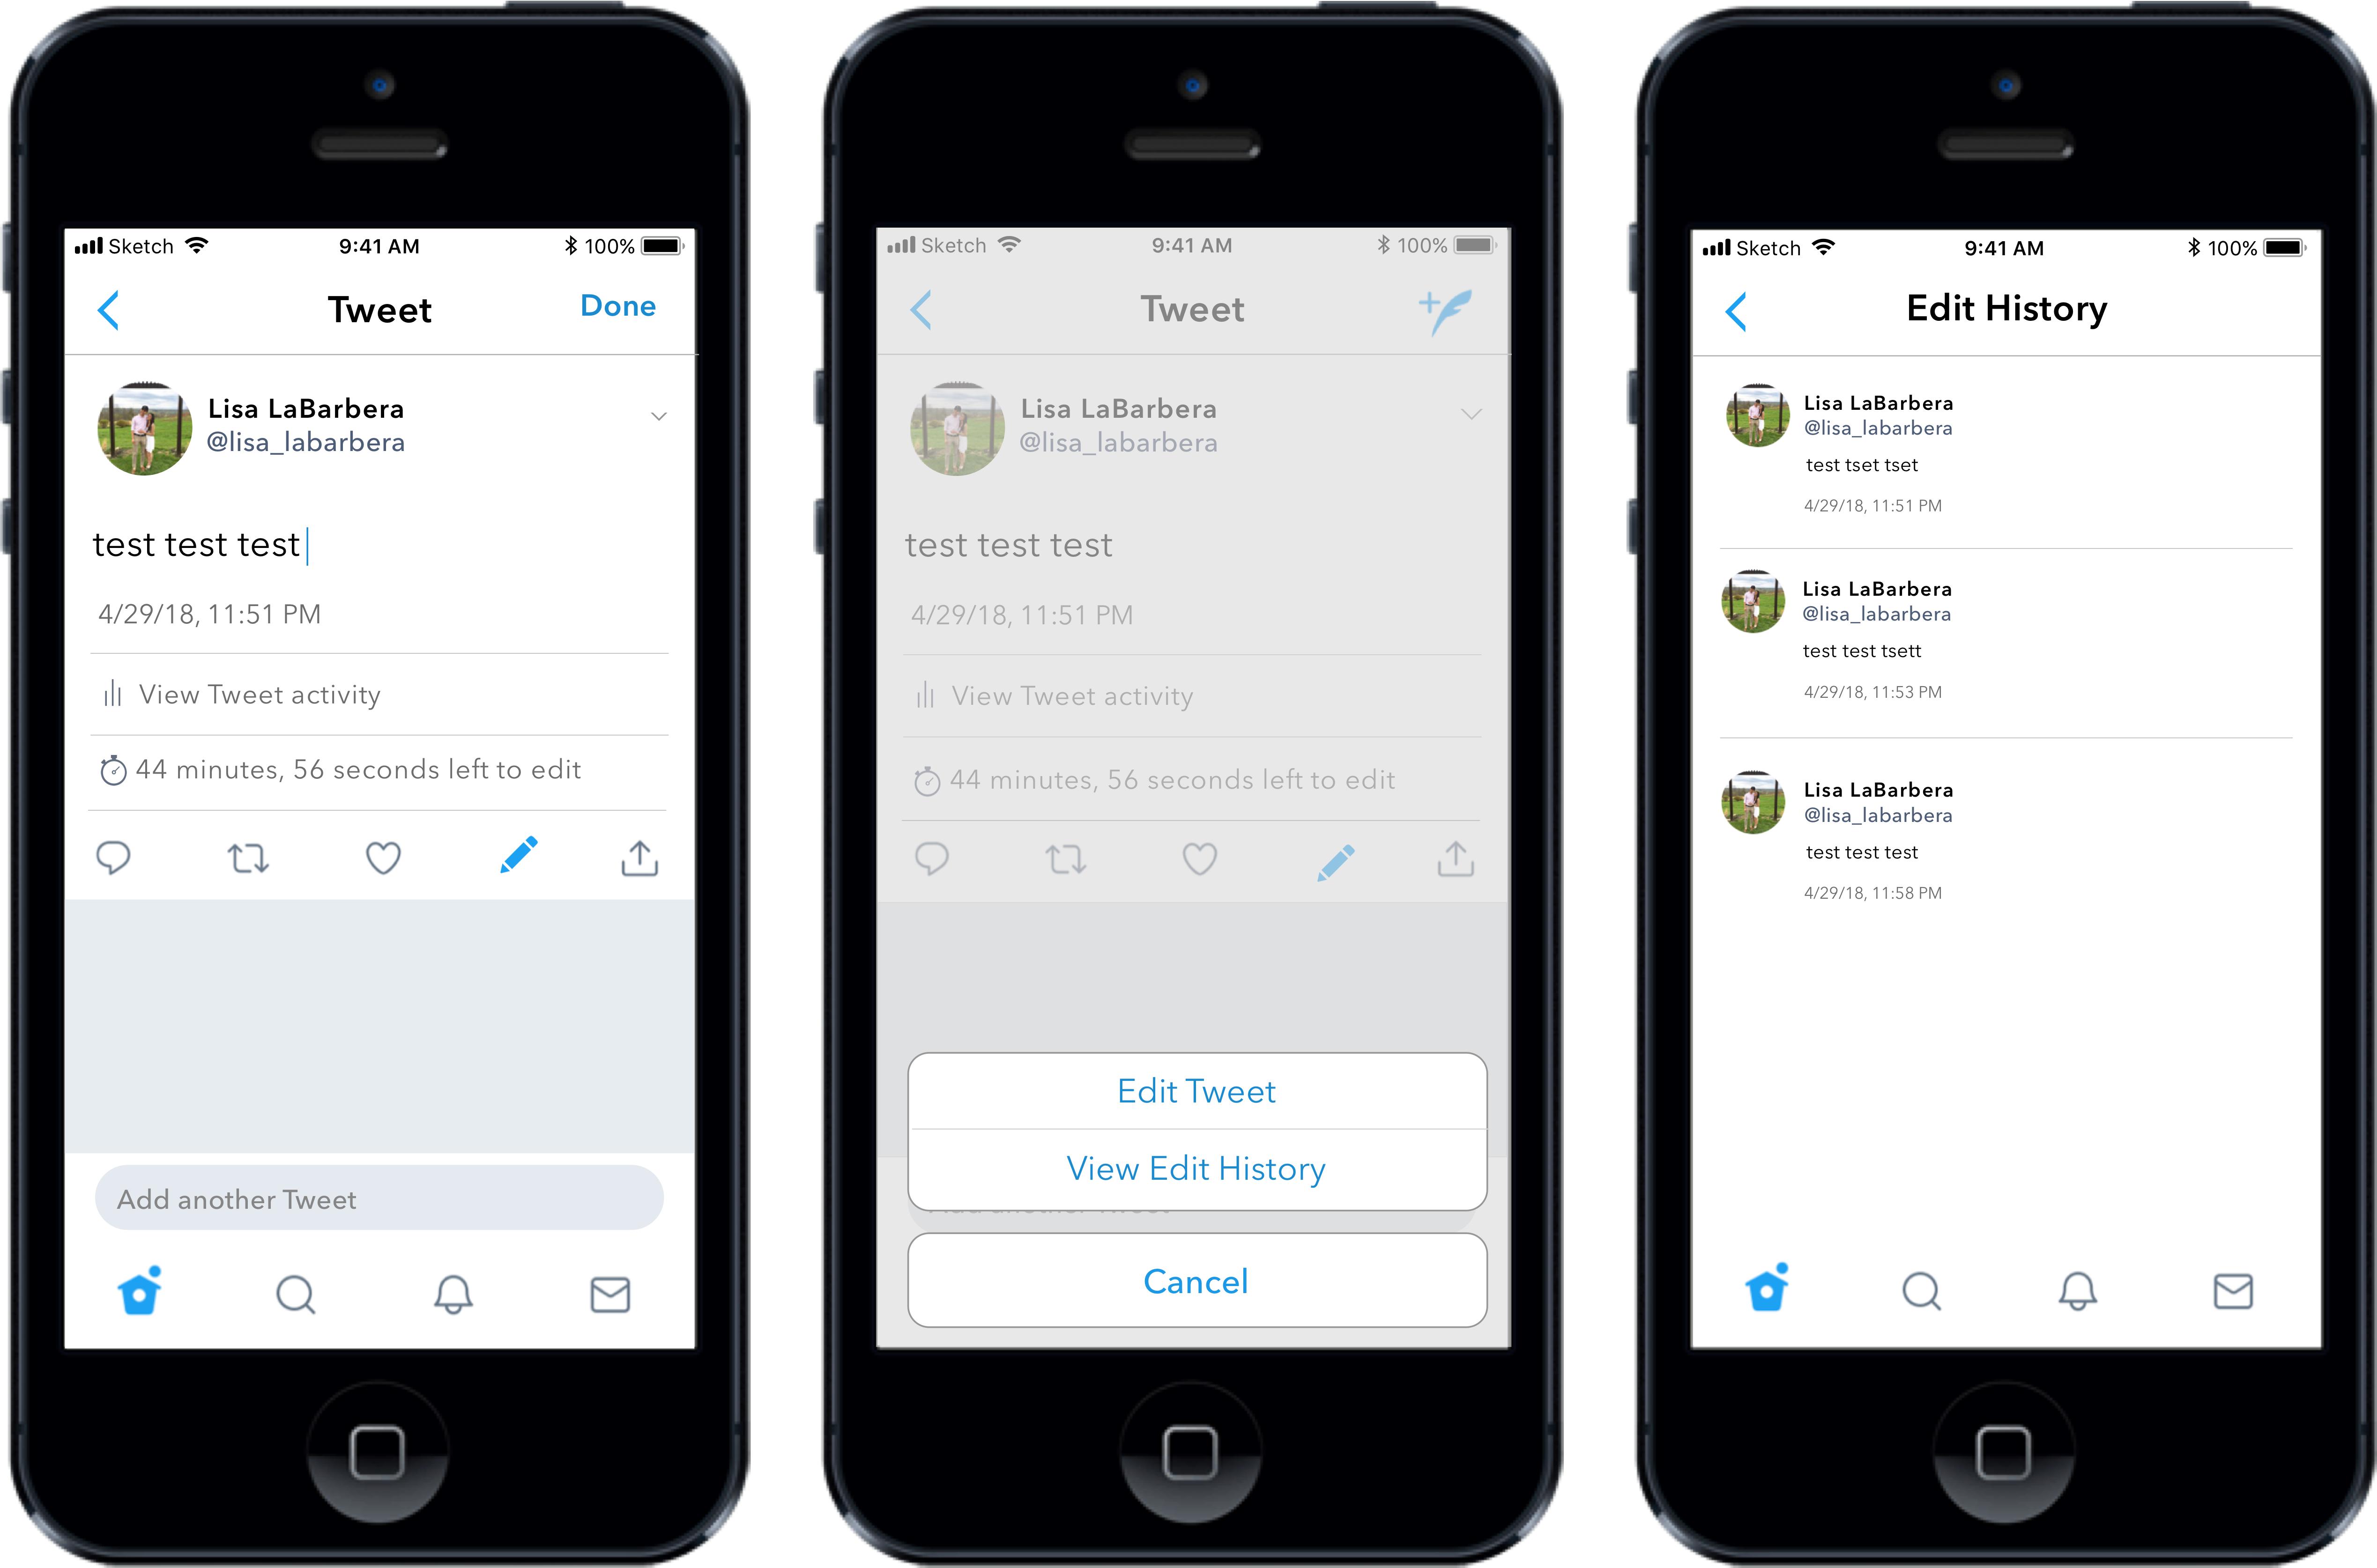 Sketch 9:41 AM 100%
Tweet Done
Lisa LaBarbera
@lisa_labarbera
test test test
4/29/18, 11:51 PM
View Tweet activity
44 minutes, 56 seconds left to edit
Add another Tweet
Sketch 9:41 AM 100%
Tweet
Lisa LaBarbera
@lisa_labarbera
test test test
4/29/18, 11:51 PM
View Tweet activity
44 minutes, 56 seconds left to edit
Edit Tweet
View Edit History
Cancel
Sketch 9:41 AM 100%
Edit History
Lisa LaBarbera
@lisa_labarbera
test tset tset
4/29/18, 11:51 PM
Lisa LaBarbera
@lisa_labarbera
test test tsett
4/29/18, 11:53 PM
Lisa LaBarbera
@lisa_labarbera
test test test
4/29/18, 11:58 PM